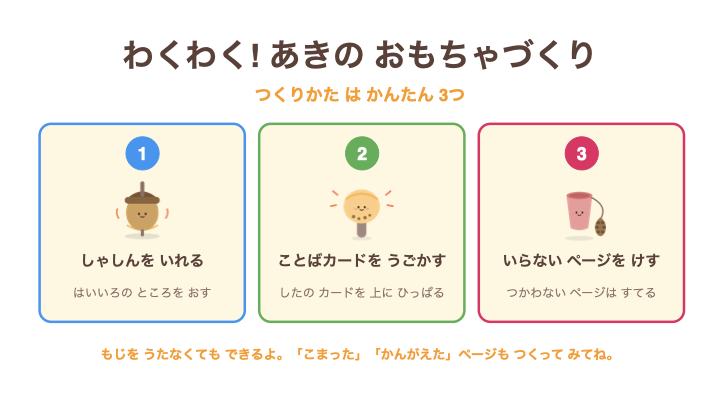 わくわく! あきの おもちゃづくり
つくりかた は かんたん 3つ
1
しゃしんを いれる
はいいろの ところを おす
2
ことばカードを うごかす
したの カードを 上に ひっぱる
3
いらない ページを けす
つかわない ページは すてる
もじを うたなくても できるよ。「こまった」「かんがえた」ページも つくって みてね。